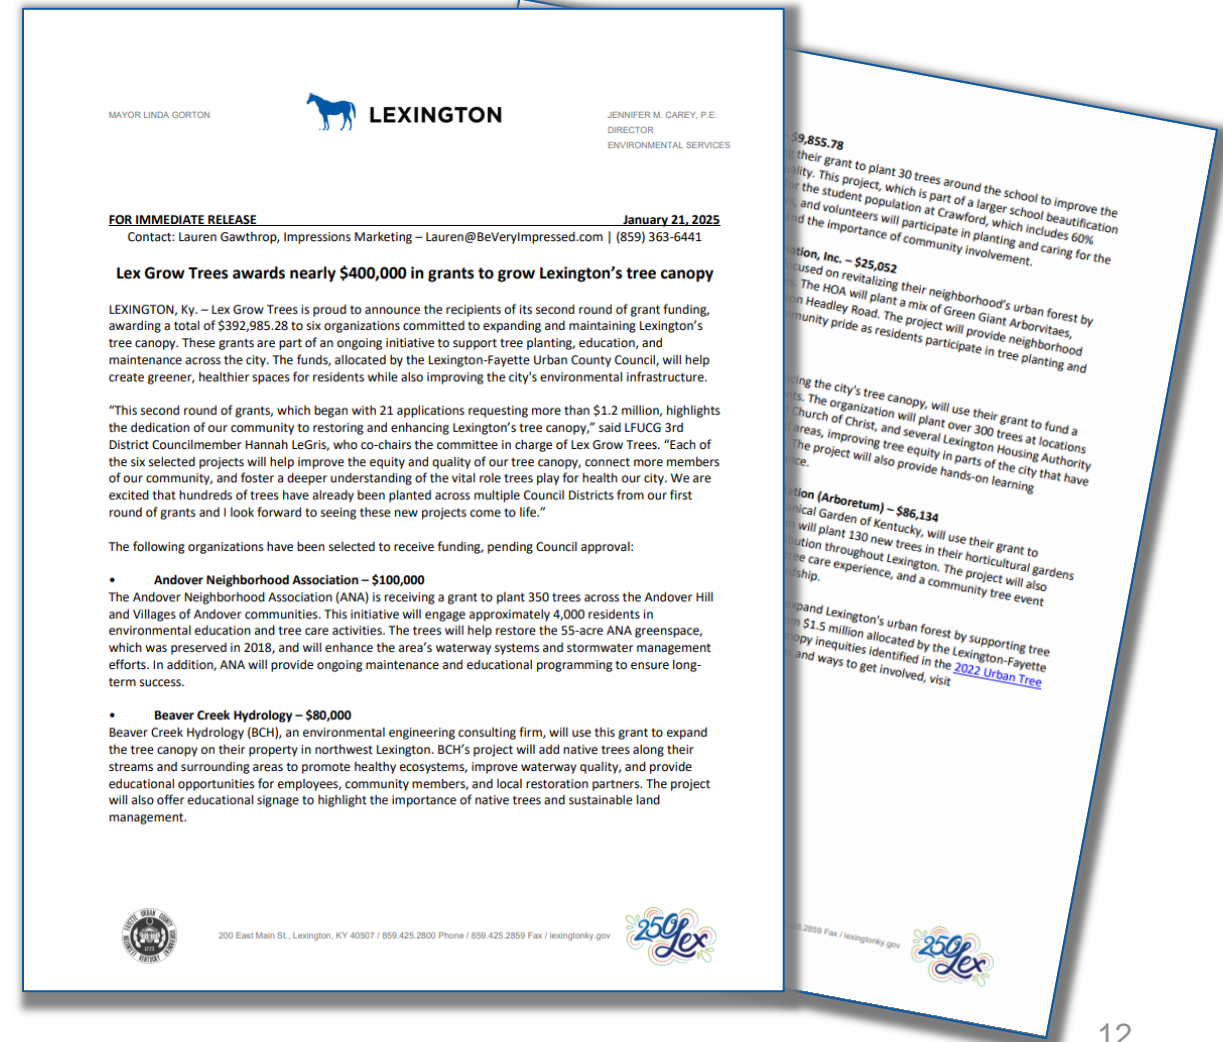 MAYOR LINDA GORTON
LEXINGTON
JENNIFER M. CAREY, P.E.
DIRECTOR
ENVIRONMENTAL SERVICES
FOR IMMEDIATE RELEASE January 21, 2025
Contact: Lauren Gawthrop, Impressions Marketing – Lauren@BeVeryImpressed.com | (859) 363-6441
Lex Grow Trees awards nearly $400,000 in grants to grow Lexington’s tree canopy
LEXINGTON, Ky. – Lex Grow Trees is proud to announce the recipients of its second round of grant funding,
awarding a total of $392,985.28 to six organizations committed to expanding and maintaining Lexington’s
tree canopy. These grants are part of an ongoing initiative to support tree planting, education, and
maintenance across the city. The funds, allocated by the Lexington-Fayette Urban County Council, will help
create greener, healthier spaces for residents while also improving the city's environmental infrastructure.
“This second round of grants, which began with 21 applications requesting more than $1.2 million, highlights
the dedication of our community to restoring and enhancing Lexington’s tree canopy,” said LFUCG 3rd
District Councilmember Hannah LeGris, who co-chairs the committee in charge of Lex Grow Trees. “Each of
the six selected projects will help improve the equity and quality of our tree canopy, connect more members
of our community, and foster a deeper understanding of the vital role trees play for health our city. We are
excited that hundreds of trees have already been planted across multiple Council Districts from our first
round of grants and I look forward to seeing these new projects come to life.”
The following organizations have been selected to receive funding, pending Council approval:
• Andover Neighborhood Association – $100,000
The Andover Neighborhood Association (ANA) is receiving a grant to plant 350 trees across the Andover Hill
and Villages of Andover communities. This initiative will engage approximately 4,000 residents in
environmental education and tree care activities. The trees will help restore the 55-acre ANA greenspace,
which was preserved in 2018, and will enhance the area’s waterway systems and stormwater management
efforts. In addition, ANA will provide ongoing maintenance and educational programming to ensure long-
term success.
• Beaver Creek Hydrology – $80,000
Beaver Creek Hydrology (BCH), an environmental engineering consulting firm, will use this grant to expand
the tree canopy on their property in northwest Lexington. BCH’s project will add native trees along their
streams and surrounding areas to promote healthy ecosystems, improve waterway quality, and provide
educational opportunities for employees, community members, and local restoration partners. The project
will also offer educational signage to highlight the importance of native trees and sustainable land
management.
200 East Main St., Lexington, KY 40507 / 859.425.2800 Phone / 859.425.2859 Fax / lexingtonky.gov
250 Lex
– $9,855.78
their grant to plant 30 trees around the school to improve the
This project, which is part of a larger school beautification
the student population at Crawford, which includes 60%
and volunteers will participate in planting and caring for the
and the importance of community involvement.
Inc. – $25,052
focused on revitalizing their neighborhood’s urban forest by
The HOA will plant a mix of Green Giant Arborvitaes,
Headley Road. The project will provide neighborhood
community pride as residents participate in tree planting and
the city’s tree canopy, will use their grant to fund a
The organization will plant over 300 trees at locations
Church of Christ, and several Lexington Housing Authority
areas, improving tree equity in parts of the city that have
The project will also provide hands-on learning
(Arboretum) – $86,134
Garden of Kentucky, will use their grant to
will plant 130 new trees in their horticultural gardens
throughout Lexington. The project will also
care experience, and a community tree event
expand Lexington's urban forest by supporting tree
$1.5 million allocated by the Lexington-Fayette
inequities identified in the 2022 Urban Tree
and ways to get involved, visit
2859 Fax / lexingtonky.gov
250 Lex
12